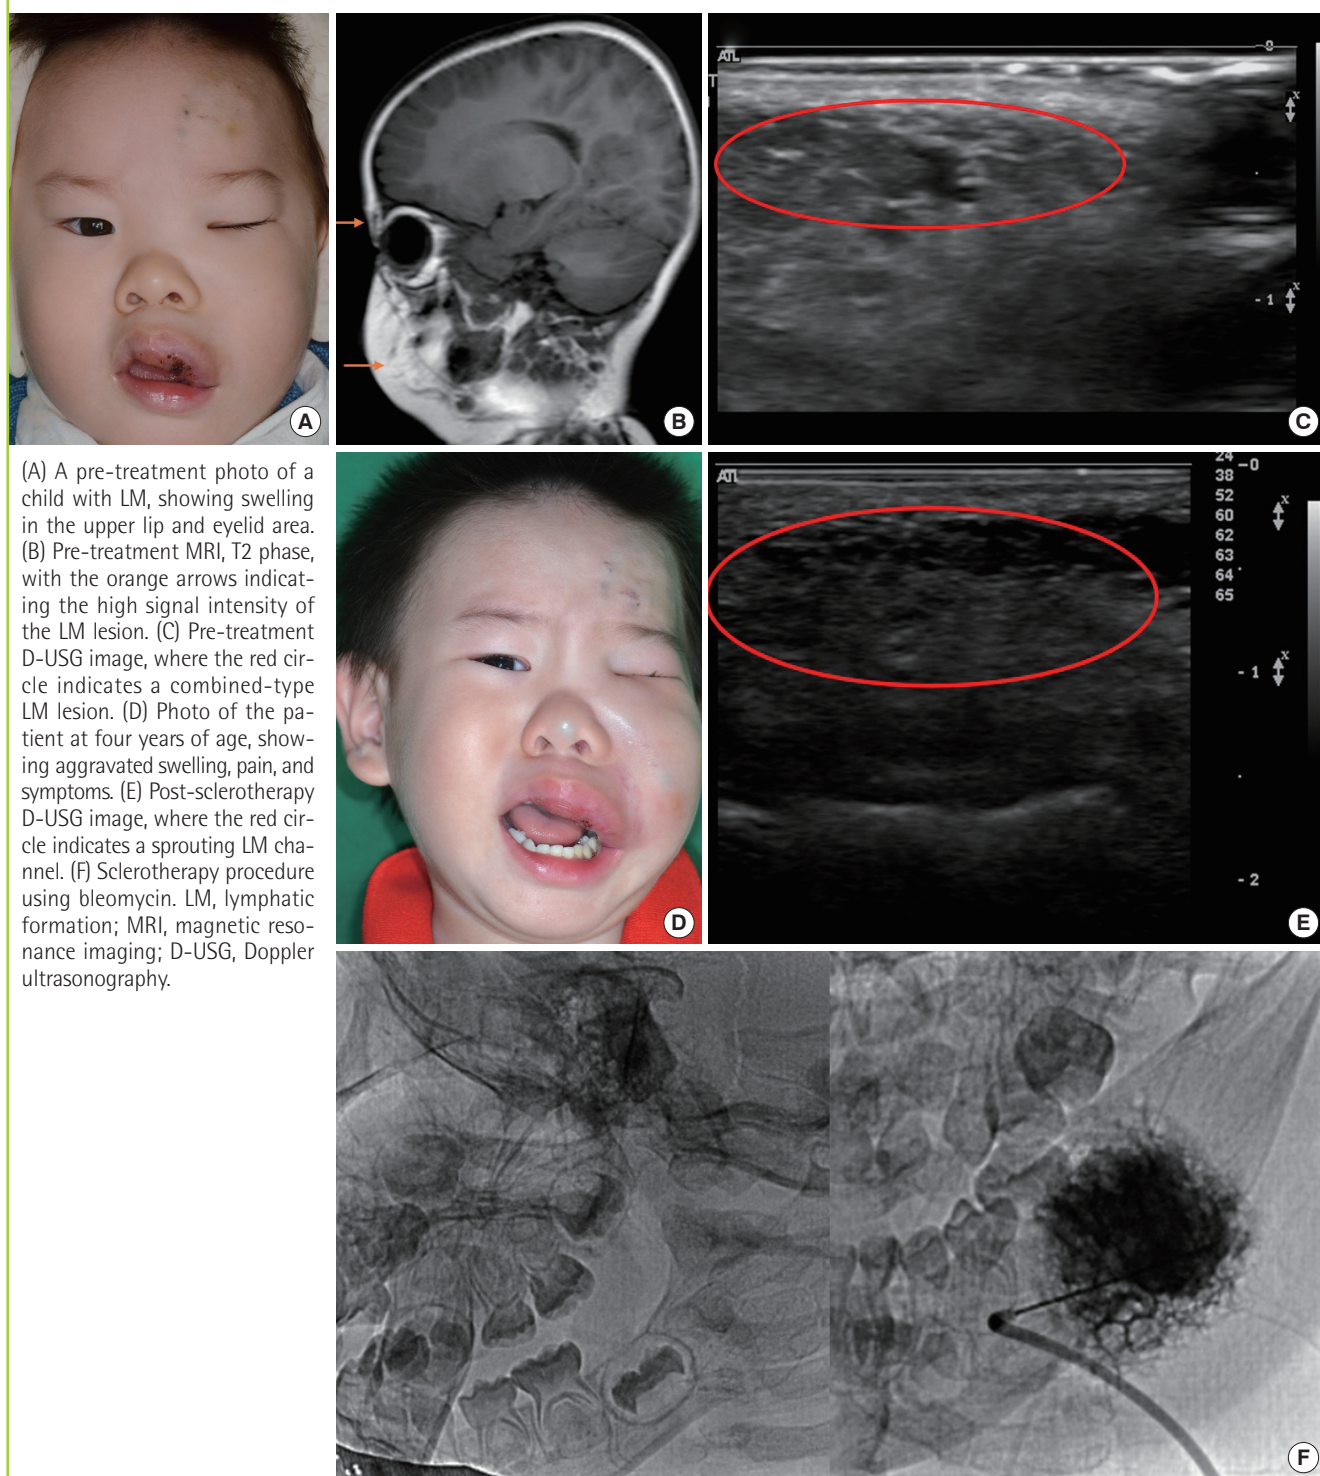 A
B
ATL
T
-0
x
x
- 1
C
(A) A pre-treatment photo of a
child with LM, showing swelling
in the upper lip and eyelid area.
(B) Pre-treatment MRI, T2 phase,
with the orange arrows indicat-
ing the high signal intensity of
the LM lesion. (C) Pre-treatment
D-USG image, where the red cir-
cle indicates a combined-type
LM lesion. (D) Photo of the pa-
tient at four years of age, show-
ing aggravated swelling, pain, and
symptoms. (E) Post-sclerotherapy
D-USG image, where the red cir-
cle indicates a sprouting LM cha-
nnel. (F) Sclerotherapy procedure
using bleomycin. LM, lymphatic
formation; MRI, magnetic reso-
nance imaging; D-USG, Doppler
ultrasonography.
D
ATL
24
-0
38
52
x
60
62
63
64
65
x
- 1
- 2
E
F